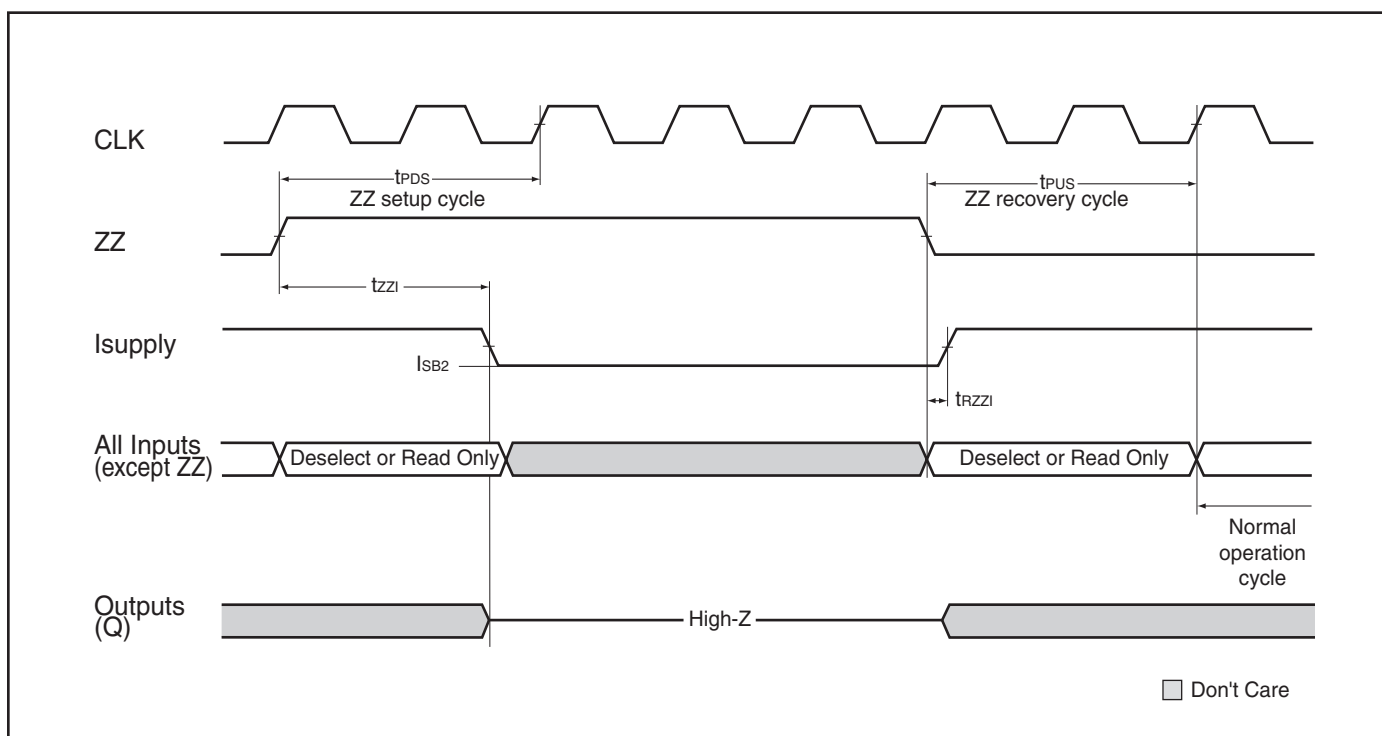 CLK
tPDS
ZZ setup cycle
tPUS
ZZ recovery cycle
ZZ
tZZI
Isupply
ISB2
tRZZI
All Inputs
(except ZZ)
Deselect or Read Only
Deselect or Read Only
Normal
operation
cycle
Outputs
(Q)
High-Z
Don't Care